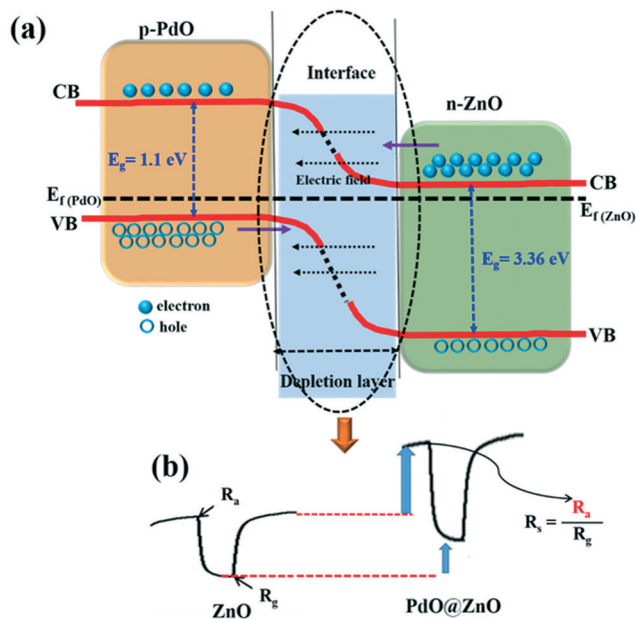 (a)
p-PdO
CB
Interface
n-ZnO
E_g= 1.1 eV
Electric field
E_f (PdO)
CB
VB
E_f (ZnO)
E_g= 3.36 eV
electron
hole
VB
Depletion layer
(b)
R_a
R_s = R_a / R_g
R_g
ZnO
PdO@ZnO